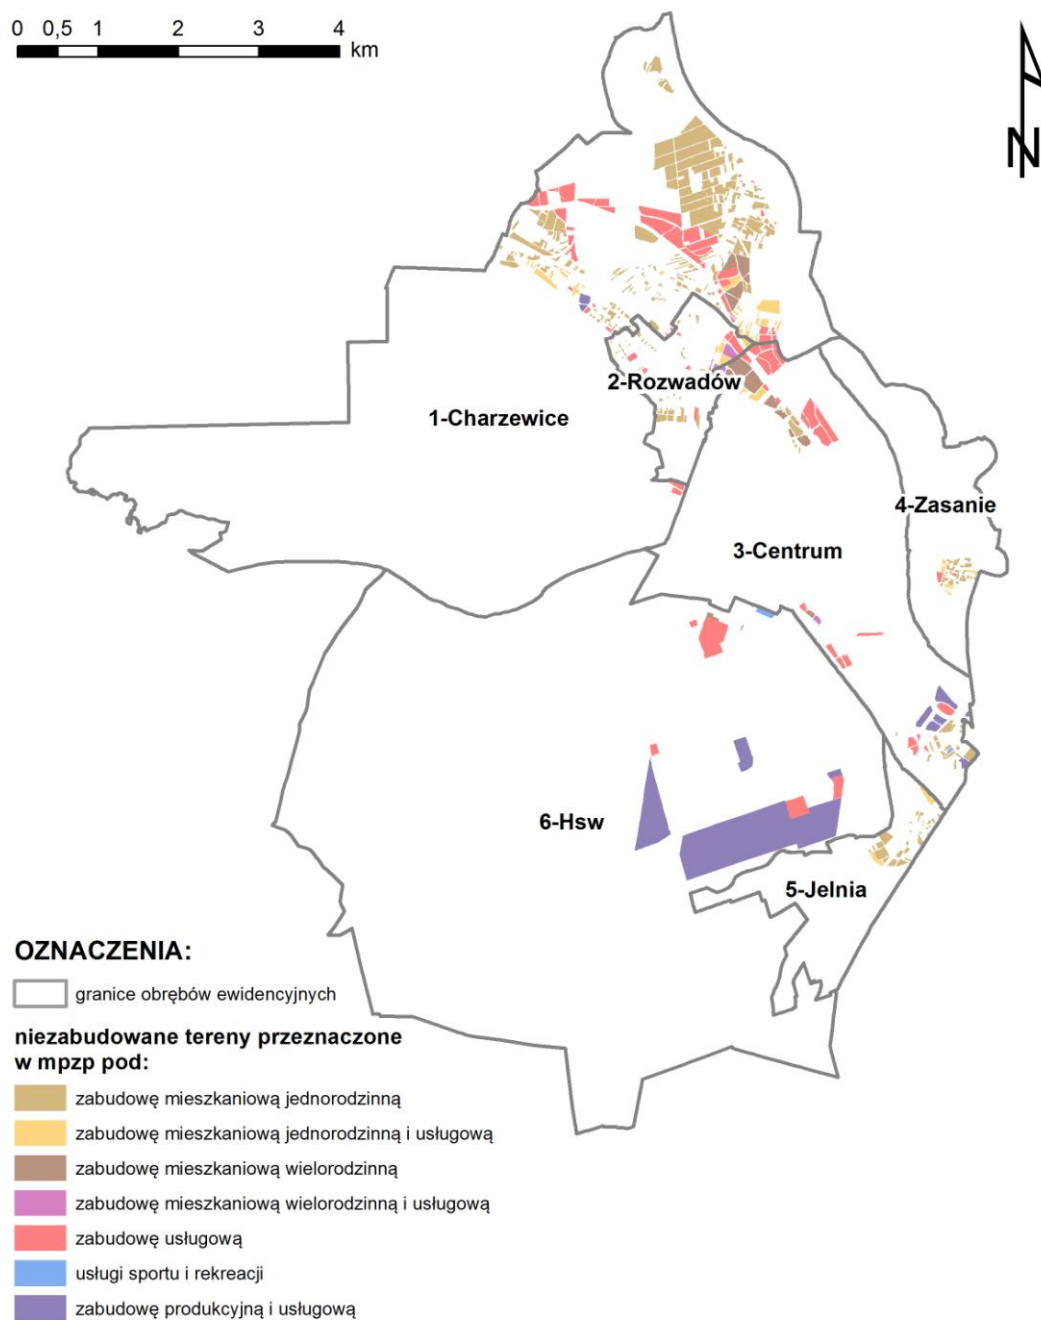 0 0,5 1 2 3 4
km
N
2-Rozwadów
1-Charzewice
4-Zasanie
3-Centrum
6-Hsw
5-Jelnia
OZNACZENIA:
granice obrębów ewidencyjnych
niezabudowane tereny przeznaczone
w mpzp pod:
zabudowę mieszkaniową jednorodzinną
zabudowę mieszkaniową jednorodzinną i usługową
zabudowę mieszkaniową wielorodzinną
zabudowę mieszkaniową wielorodzinną i usługową
zabudowę usługową
usługi sportu i rekreacji
zabudowę produkcyjną i usługową